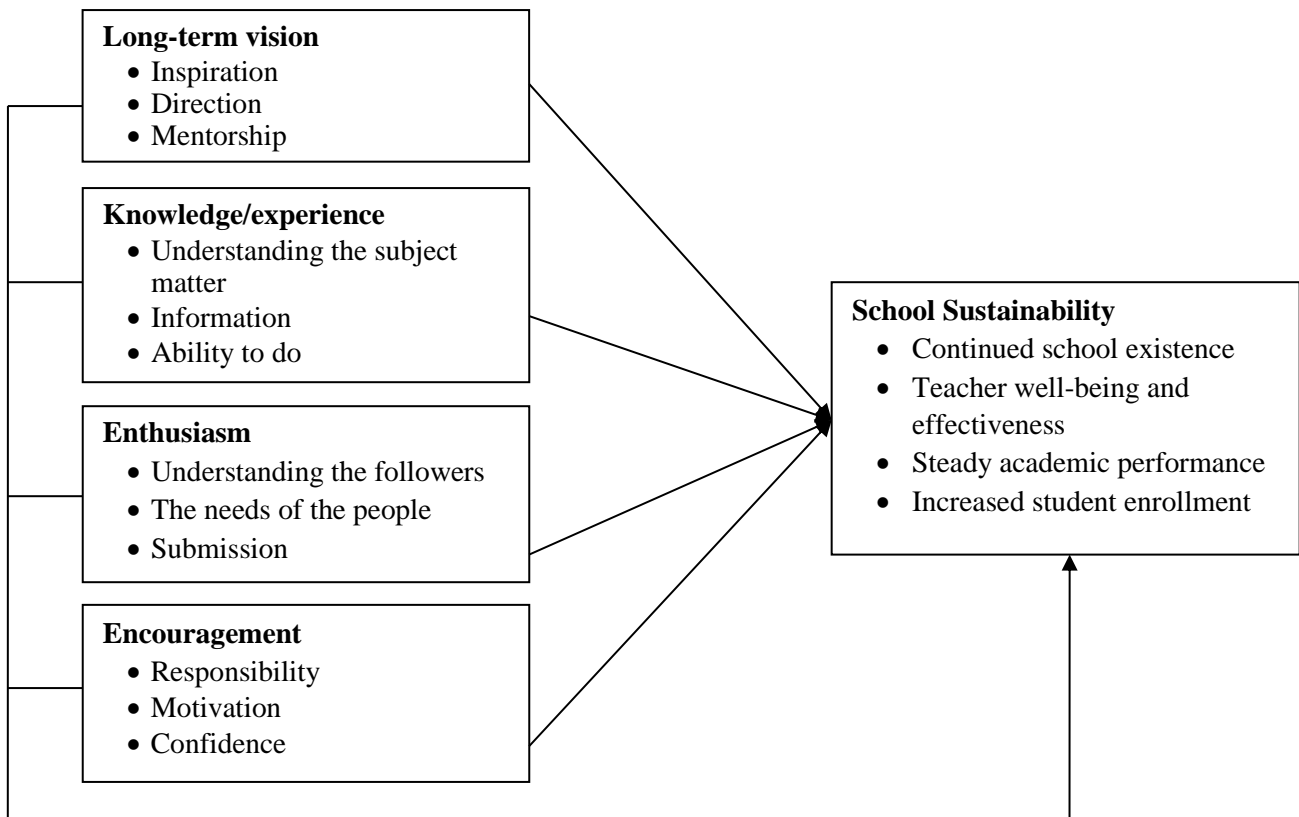 Long-term vision
• Inspiration
• Direction
• Mentorship
Knowledge/experience
• Understanding the subject
matter
• Information
• Ability to do
Enthusiasm
• Understanding the followers
• The needs of the people
• Submission
Encouragement
• Responsibility
• Motivation
• Confidence
School Sustainability
• Continued school existence
• Teacher well-being and
effectiveness
• Steady academic performance
• Increased student enrollment